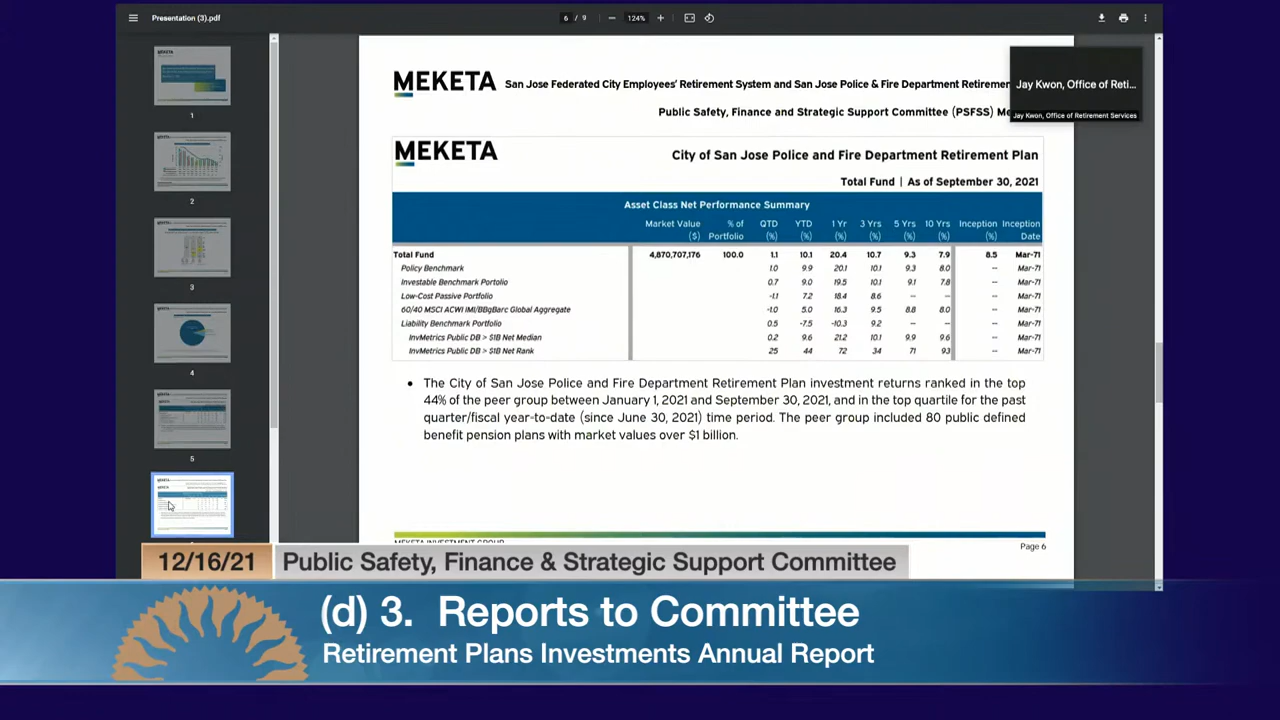 Presentation (3).pdf
6 / 9
124%
MEKETA
San Jose Federated City Employees' Retirement System and San Jose Police & Fire Department Retiremen
Public Safety, Finance and Strategic Support Committee (PSFSS) M
Jay Kwon, Office of Reti...
Jay Kwon, Office of Retirement Services
MEKETA
City of San Jose Police and Fire Department Retirement Plan
Total Fund | As of September 30, 2021
Asset Class Net Performance Summary
Market Value ($) % of Portfolio QTD (%) YTD (%) 1 Yr (%) 3 Yrs (%) 5 Yrs (%) 10 Yrs (%) Inception (%) Inception Date
Total Fund 4,870,707,176 100.0 1.1 10.1 20.4 10.7 9.3 7.9 8.5 Mar-71
Policy Benchmark 1.0 9.9 20.1 10.1 9.3 8.0 -- Mar-71
Investable Benchmark Portolio 0.7 9.0 19.5 10.1 9.1 7.8 -- Mar-71
Low-Cost Passive Portfolio -1.1 7.2 18.4 8.6 -- -- -- Mar-71
60/40 MSCI ACWI IMI/BBgBarc Global Aggregate -1.0 5.0 16.3 9.5 8.8 8.0 -- Mar-71
Liability Benchmark Portfolio 0.5 -7.5 -10.3 9.2 -- -- -- Mar-71
InvMetrics Public DB > $1B Net Median 0.2 9.6 21.2 10.1 9.9 9.6 -- Mar-71
InvMetrics Public DB > $1B Net Rank 25 44 72 34 71 93 -- Mar-71
• The City of San Jose Police and Fire Department Retirement Plan investment returns ranked in the top
44% of the peer group between January 1, 2021 and September 30, 2021, and in the top quartile for the past
quarter/fiscal year-to-date (since June 30, 2021) time period. The peer group included 80 public defined
benefit pension plans with market values over $1 billion.
MEKETA INVESTMENT GROUP
Page 6
1
2
3
4
5
12/16/21
Public Safety, Finance & Strategic Support Committee
(d) 3. Reports to Committee
Retirement Plans Investments Annual Report